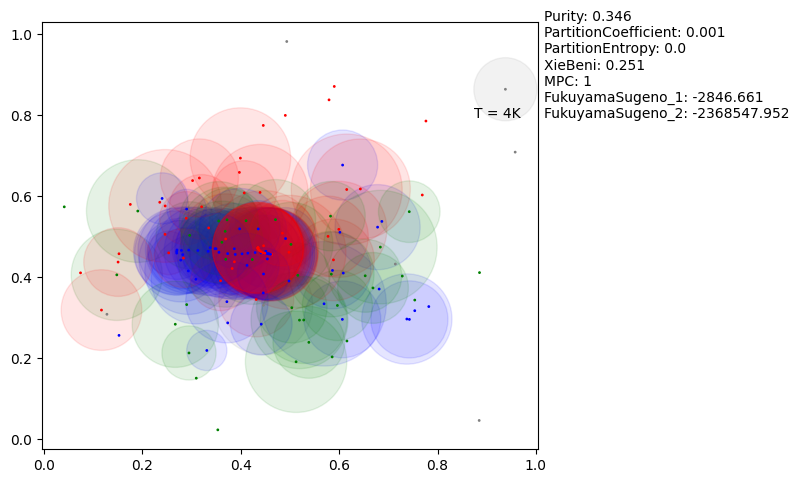 Purity: 0.346
PartitionCoefficient: 0.001
PartitionEntropy: 0.0
XieBeni: 0.251
MPC: 1
FukuyamaSugeno_1: -2846.661
FukuyamaSugeno_2: -2368547.952
T = 4K
1.0
0.8
0.6
0.4
0.2
0.0
0.0 0.2 0.4 0.6 0.8 1.0